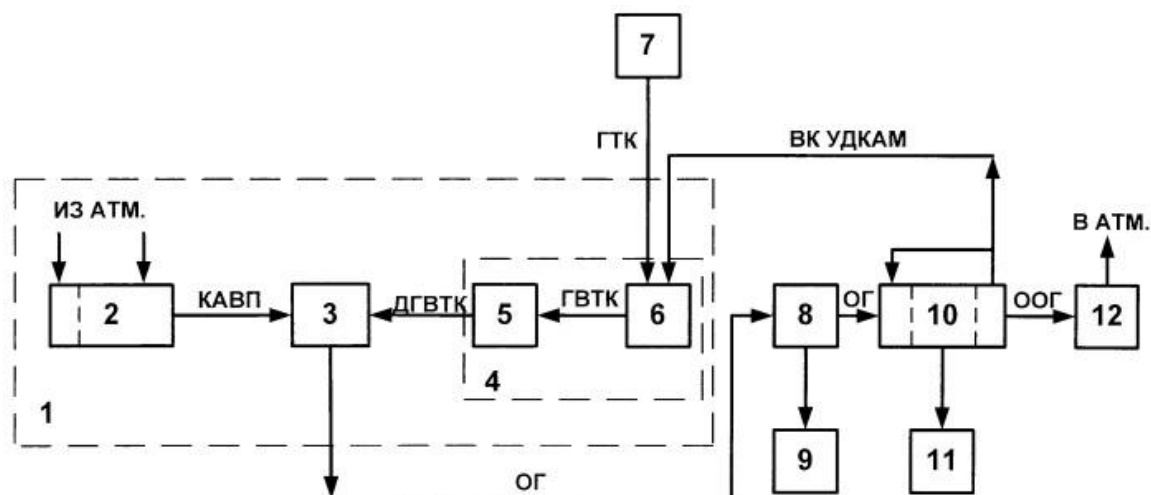 7
ГТК
ВК УДКАМ
ИЗ АТМ.
В АТМ.
2
КАВП
3
ДГВТК
5
ГВТК
6
8
ОГ
10
ООГ
12
4
1
9
11
ОГ